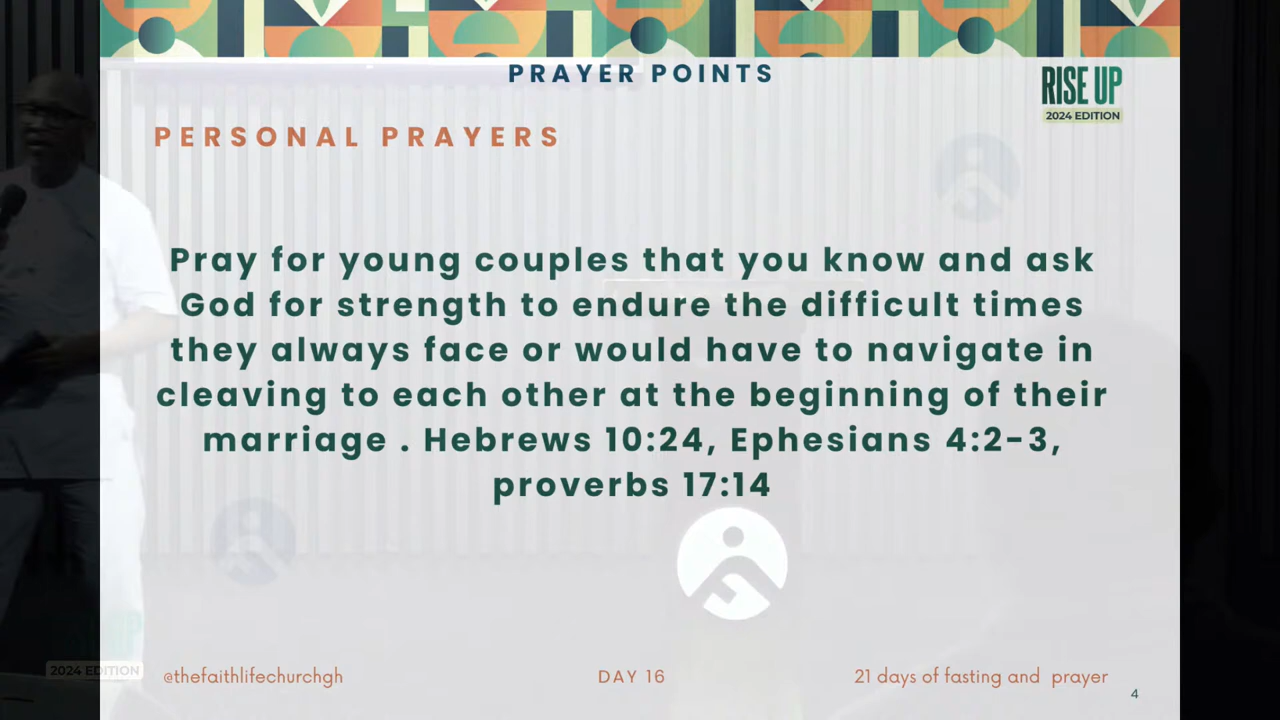 PRAYER POINTS
RISE UP
2024 EDITION
PERSONAL PRAYERS
Pray for young couples that you know and ask
God for strength to endure the difficult times
they always face or would have to navigate in
cleaving to each other at the beginning of their
marriage . Hebrews 10:24, Ephesians 4:2-3,
proverbs 17:14
UP
2024 EDITION
@thefaithlifechurchgh
DAY 16
21 days of fasting and prayer
4